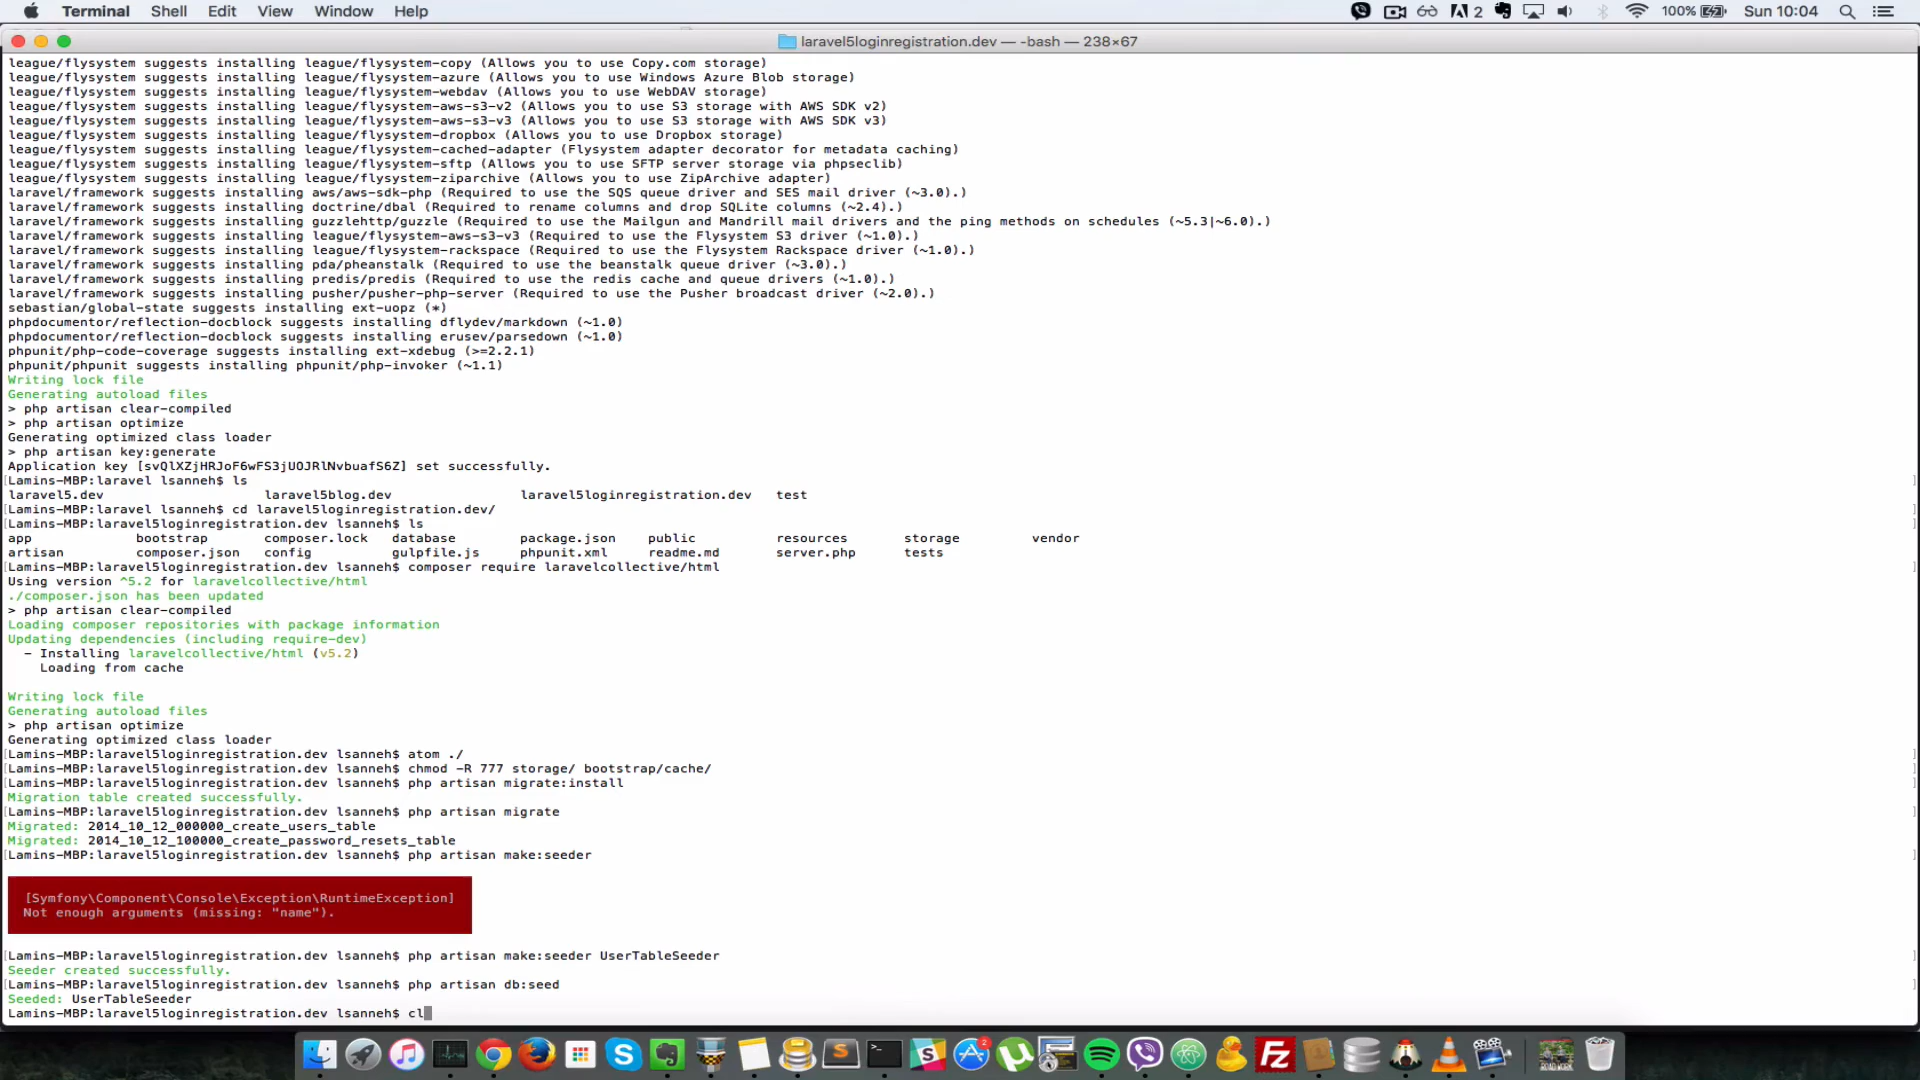 Terminal Shell Edit View Window Help 2 100% Sun 10:04
laravel5loginregistration.dev — -bash — 238×67
league/flysystem suggests installing league/flysystem-copy (Allows you to use Copy.com storage)
league/flysystem suggests installing league/flysystem-azure (Allows you to use Windows Azure Blob storage)
league/flysystem suggests installing league/flysystem-webdav (Allows you to use WebDAV storage)
league/flysystem suggests installing league/flysystem-aws-s3-v2 (Allows you to use S3 storage with AWS SDK v2)
league/flysystem suggests installing league/flysystem-aws-s3-v3 (Allows you to use S3 storage with AWS SDK v3)
league/flysystem suggests installing league/flysystem-dropbox (Allows you to use Dropbox storage)
league/flysystem suggests installing league/flysystem-cached-adapter (Flysystem adapter decorator for metadata caching)
league/flysystem suggests installing league/flysystem-sftp (Allows you to use SFTP server storage via phpseclib)
league/flysystem suggests installing league/flysystem-ziparchive (Allows you to use ZipArchive adapter)
laravel/framework suggests installing aws/aws-sdk-php (Required to use the SQS queue driver and SES mail driver (~3.0).)
laravel/framework suggests installing doctrine/dbal (Required to rename columns and drop SQLite columns (~2.4).)
laravel/framework suggests installing guzzlehttp/guzzle (Required to use the Mailgun and Mandrill mail drivers and the ping methods on schedules (~5.3|~6.0).)
laravel/framework suggests installing league/flysystem-aws-s3-v3 (Required to use the Flysystem S3 driver (~1.0).)
laravel/framework suggests installing league/flysystem-rackspace (Required to use the Flysystem Rackspace driver (~1.0).)
laravel/framework suggests installing pda/pheanstalk (Required to use the beanstalk queue driver (~3.0).)
laravel/framework suggests installing predis/predis (Required to use the redis cache and queue drivers (~1.0).)
laravel/framework suggests installing pusher/pusher-php-server (Required to use the Pusher broadcast driver (~2.0).)
sebastian/global-state suggests installing ext-uopz (*)
phpdocumentor/reflection-docblock suggests installing dflydev/markdown (~1.0)
phpdocumentor/reflection-docblock suggests installing erusev/parsedown (~1.0)
phpunit/php-code-coverage suggests installing ext-xdebug (>=2.2.1)
phpunit/phpunit suggests installing phpunit/php-invoker (~1.1)
Writing lock file
Generating autoload files
> php artisan clear-compiled
> php artisan optimize
Generating optimized class loader
> php artisan key:generate
Application key [svQlXZjHRJoF6wFS3jUOJRlNvbuafS6Z] set successfully.
[Lamins-MBP:laravel lsanneh$ ls
laravel5.dev laravel5blog.dev laravel5loginregistration.dev test
[Lamins-MBP:laravel lsanneh$ cd laravel5loginregistration.dev/
[Lamins-MBP:laravel5loginregistration.dev lsanneh$ ls
app bootstrap composer.lock database package.json public resources storage vendor
artisan composer.json config gulpfile.js phpunit.xml readme.md server.php tests
[Lamins-MBP:laravel5loginregistration.dev lsanneh$ composer require laravelcollective/html
Using version ^5.2 for laravelcollective/html
./composer.json has been updated
> php artisan clear-compiled
Loading composer repositories with package information
Updating dependencies (including require-dev)
- Installing laravelcollective/html (v5.2)
Loading from cache
Writing lock file
Generating autoload files
> php artisan optimize
Generating optimized class loader
[Lamins-MBP:laravel5loginregistration.dev lsanneh$ atom ./
[Lamins-MBP:laravel5loginregistration.dev lsanneh$ chmod -R 777 storage/ bootstrap/cache/
[Lamins-MBP:laravel5loginregistration.dev lsanneh$ php artisan migrate:install
Migration table created successfully.
[Lamins-MBP:laravel5loginregistration.dev lsanneh$ php artisan migrate
Migrated: 2014_10_12_000000_create_users_table
Migrated: 2014_10_12_100000_create_password_resets_table
[Lamins-MBP:laravel5loginregistration.dev lsanneh$ php artisan make:seeder
[Symfony\Component\Console\Exception\RuntimeException]
Not enough arguments (missing: "name").
[Lamins-MBP:laravel5loginregistration.dev lsanneh$ php artisan make:seeder UserTableSeeder
Seeder created successfully.
[Lamins-MBP:laravel5loginregistration.dev lsanneh$ php artisan db:seed
Seeded: UserTableSeeder
Lamins-MBP:laravel5loginregistration.dev lsanneh$ cl